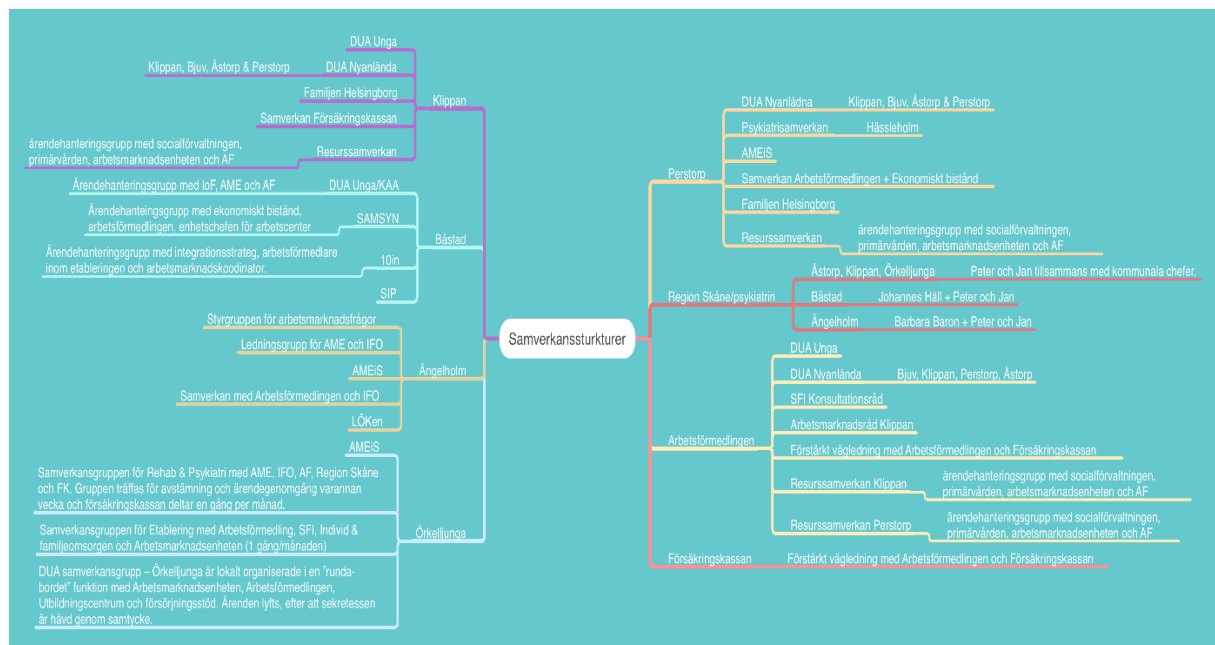 Samverkanssturkturer
Klippan
DUA Unga
DUA Nyanlända
Klippan, Bjuv, Åstorp & Perstorp
Familjen Helsingborg
Samverkan Försäkringskassan
Resurssamverkan
ärendehanteringsgrupp med socialförvaltningen,
primärvården, arbetsmarknadsenheten och AF
Båstad
DUA Unga/KAA
Ärendehanteringsgrupp med IoF, AME och AF
SAMSYN
Ärendehanteingsgrupp med ekonomiskt bistånd,
arbetsförmedlingen, enhetschefen för arbetscenter
10in
Ärendehanteringsgrupp med integrationsstrateg, arbetsförmedlare
inom etableringen och arbetsmarknadskoodinator.
SIP
Ängelholm
Styrgruppen för arbetsmarknadsfrågor
Ledningsgrupp för AME och IFO
AMEiS
Samverkan med Arbetsförmedlingen och IFO
LÖKen
Örkelljunga
AMEiS
Samverkansgruppen för Rehab & Psykiatri med AME, IFO, AF, Region Skåne
och FK. Gruppen träffas för avstämning och ärendegenomgång varannan
vecka och försäkringskassan deltar en gång per månad.
Samverkansgruppen för Etablering med Arbetsförmedling, SFI, Individ &
familjeomsorgen och Arbetsmarknadsenheten (1 gång/månaden)
DUA samverkansgrupp – Örkelljunga är lokalt organiserade i en ”runda-
bordet” funktion med Arbetsmarknadsenheten, Arbetsförmedlingen,
Utbildningscentrum och försörjningsstöd. Ärenden lyfts, efter att sekretessen
är hävd genom samtycke.
Perstorp
DUA Nyanlädna
Klippan, Bjuv, Åstorp & Perstorp
Psykiatrisamverkan
Hässleholm
AMEiS
Samverkan Arbetsförmedlingen + Ekonomiskt bistånd
Familjen Helsingborg
Resurssamverkan
ärendehanteringsgrupp med socialförvaltningen,
primärvården, arbetsmarknadsenheten och AF
Region Skåne/psykiatrin
Åstorp, Klippan, Örkelljunga
Peter och Jan tillsammans med kommunala chefer.
Båstad
Johannes Häll + Peter och Jan
Ängelholm
Barbara Baron + Peter och Jan
Arbetsförmedlingen
DUA Unga
DUA Nyanlända
Bjuv, Klippan, Perstorp, Åstorp
SFI Konsultationsråd
Arbetsmarknadsråd Klippan
Förstärkt vägledning med Arbetsförmedlingen och Försäkringskassan
Resurssamverkan Klippan
ärendehanteringsgrupp med socialförvaltningen,
primärvården, arbetsmarknadsenheten och AF
Resurssamverkan Perstorp
ärendehanteringsgrupp med socialförvaltningen,
primärvården, arbetsmarknadsenheten och AF
Försäkringskassan
Förstärkt vägledning med Arbetsförmedlingen och Försäkringskassan